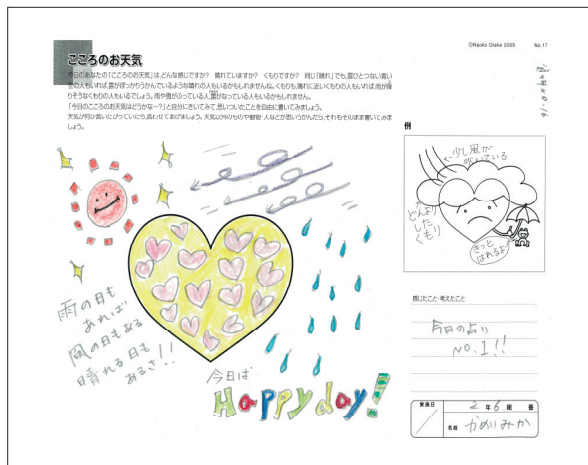 ©Naoko Otake 2005 No.17
こころのお天気
今日のあなたの「こころのお天気」は、どんな感じですか? 晴れていますか? くもりですか? 同じ「晴れ」でも、雲ひとつない青い
空の人もいれば、雲がぽっかりうかんでいるような晴れの人もいるかもしれませんね。くもりも、晴れに近いくもりの人もいれば、雨が降
りそうなくもりの人もいるでしょう。雨や雪がふっている人、雷がなっている人もいるかもしれません。
「今日のこころのお天気はどうかな~?」と自分にきいてみて、思いついたことを自由に書いてみましょう。
天気が何か言いたがっていたら、言わせてあげましょう。天気以外のものや動物・人などが思いうかんだら、それもそのまま書いてみま
しょう。
例
←少し風が
吹いている
どんより
した
くもり
きっと
はれるよ
雨の日も
あれば
風の日もある
晴れる日も
あるさ!!
今日は
Happy day!
感じたこと・考えたこと
今日の占い
NO.1!!
実施日
2年6組 番
名前 かめいみか